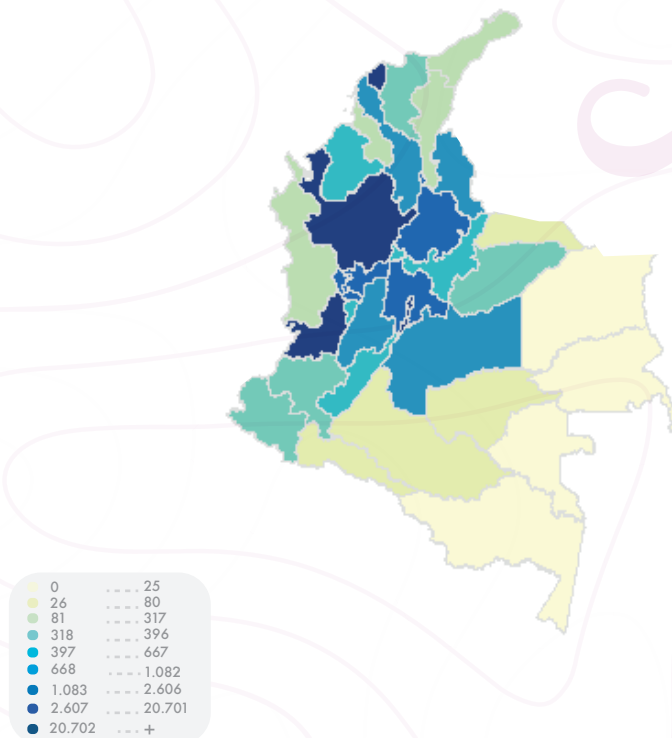 0 ---- 25
26 ---- 80
81 ---- 317
318 ---- 396
397 ---- 667
668 ---- 1.082
1.083 ---- 2.606
2.607 ---- 20.701
20.702 --- +